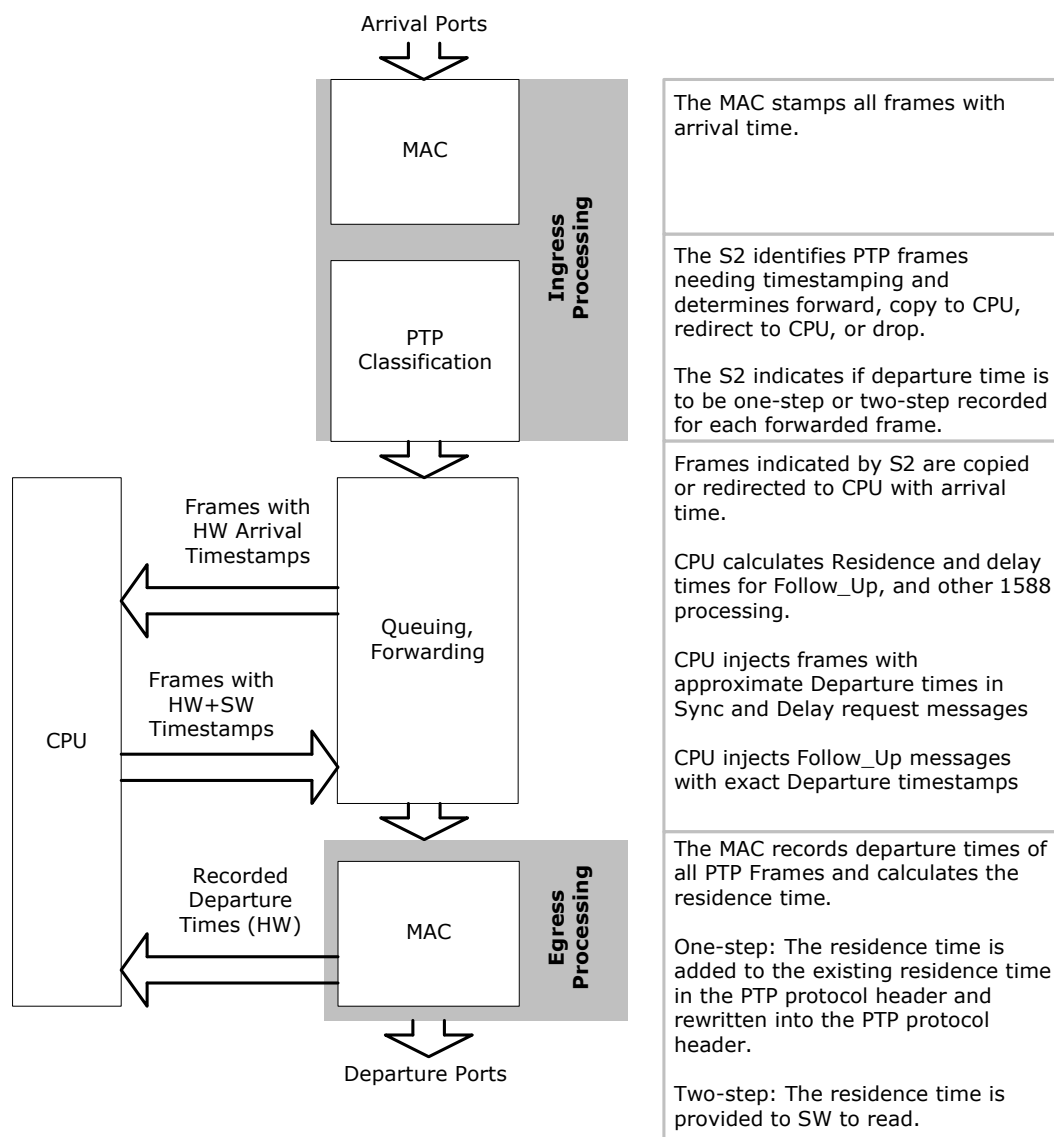 Arrival Ports
MAC
PTP
Classification
Ingress
Processing
The MAC stamps all frames with
arrival time.
The S2 identifies PTP frames
needing timestamping and
determines forward, copy to CPU,
redirect to CPU, or drop.
The S2 indicates if departure time is
to be one-step or two-step recorded
for each forwarded frame.
CPU
Frames with
HW Arrival
Timestamps
Frames with
HW+SW
Timestamps
Queuing,
Forwarding
Frames indicated by S2 are copied
or redirected to CPU with arrival
time.
CPU calculates Residence and delay
times for Follow_Up, and other 1588
processing.
CPU injects frames with
approximate Departure times in
Sync and Delay request messages
CPU injects Follow_Up messages
with exact Departure timestamps
Recorded
Departure
Times (HW)
MAC
Egress
Processing
Departure Ports
The MAC records departure times of
all PTP Frames and calculates the
residence time.
One-step: The residence time is
added to the existing residence time
in the PTP protocol header and
rewritten into the PTP protocol
header.
Two-step: The residence time is
provided to SW to read.